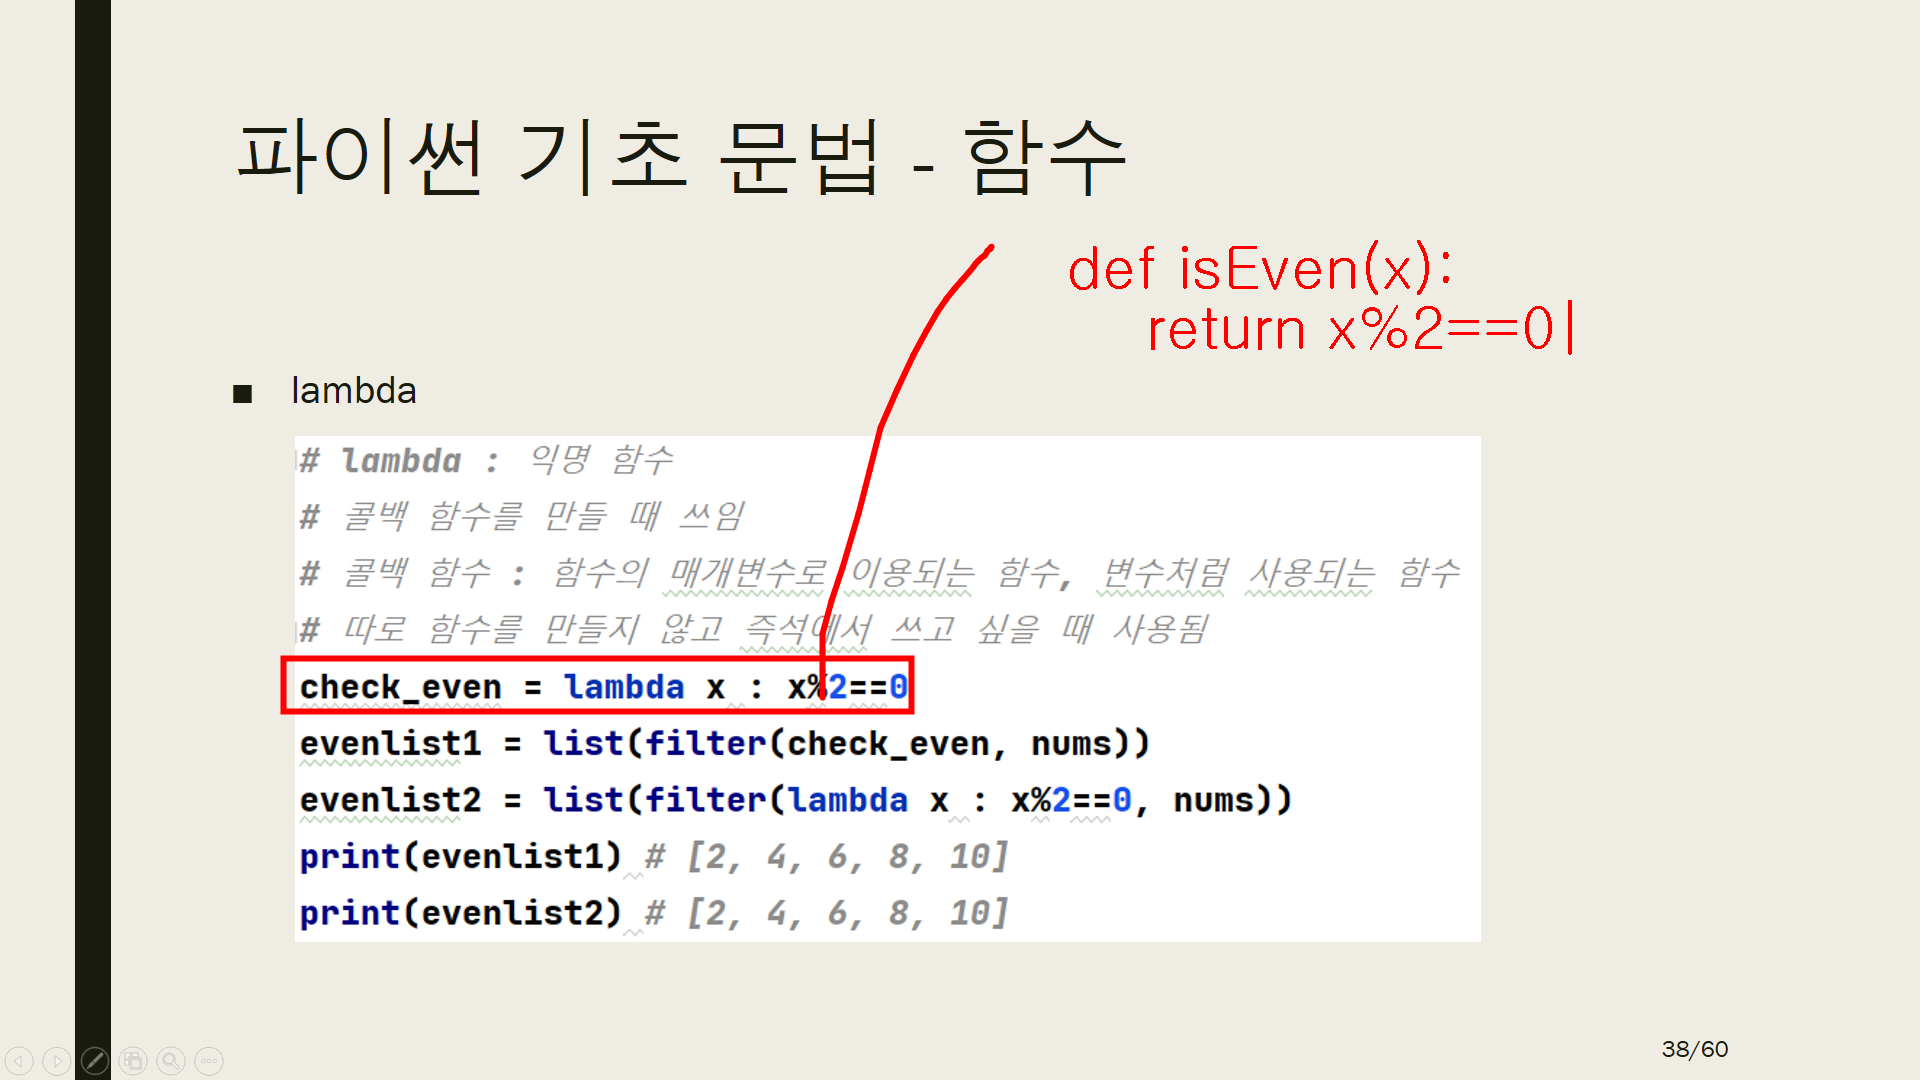 파이썬 기초 문법 - 함수
def isEven(x):
return x%2==0|
■ lambda
# lambda : 익명 함수
# 콜백 함수를 만들 때 쓰임
# 콜백 함수 : 함수의 매개변수로 이용되는 함수, 변수처럼 사용되는 함수
# 따로 함수를 만들지 않고 즉석에서 쓰고 싶을 때 사용됨
check_even = lambda x : x%2==0
evenlist1 = list(filter(check_even, nums))
evenlist2 = list(filter(lambda x : x%2==0, nums))
print(evenlist1) # [2, 4, 6, 8, 10]
print(evenlist2) # [2, 4, 6, 8, 10]
38/60